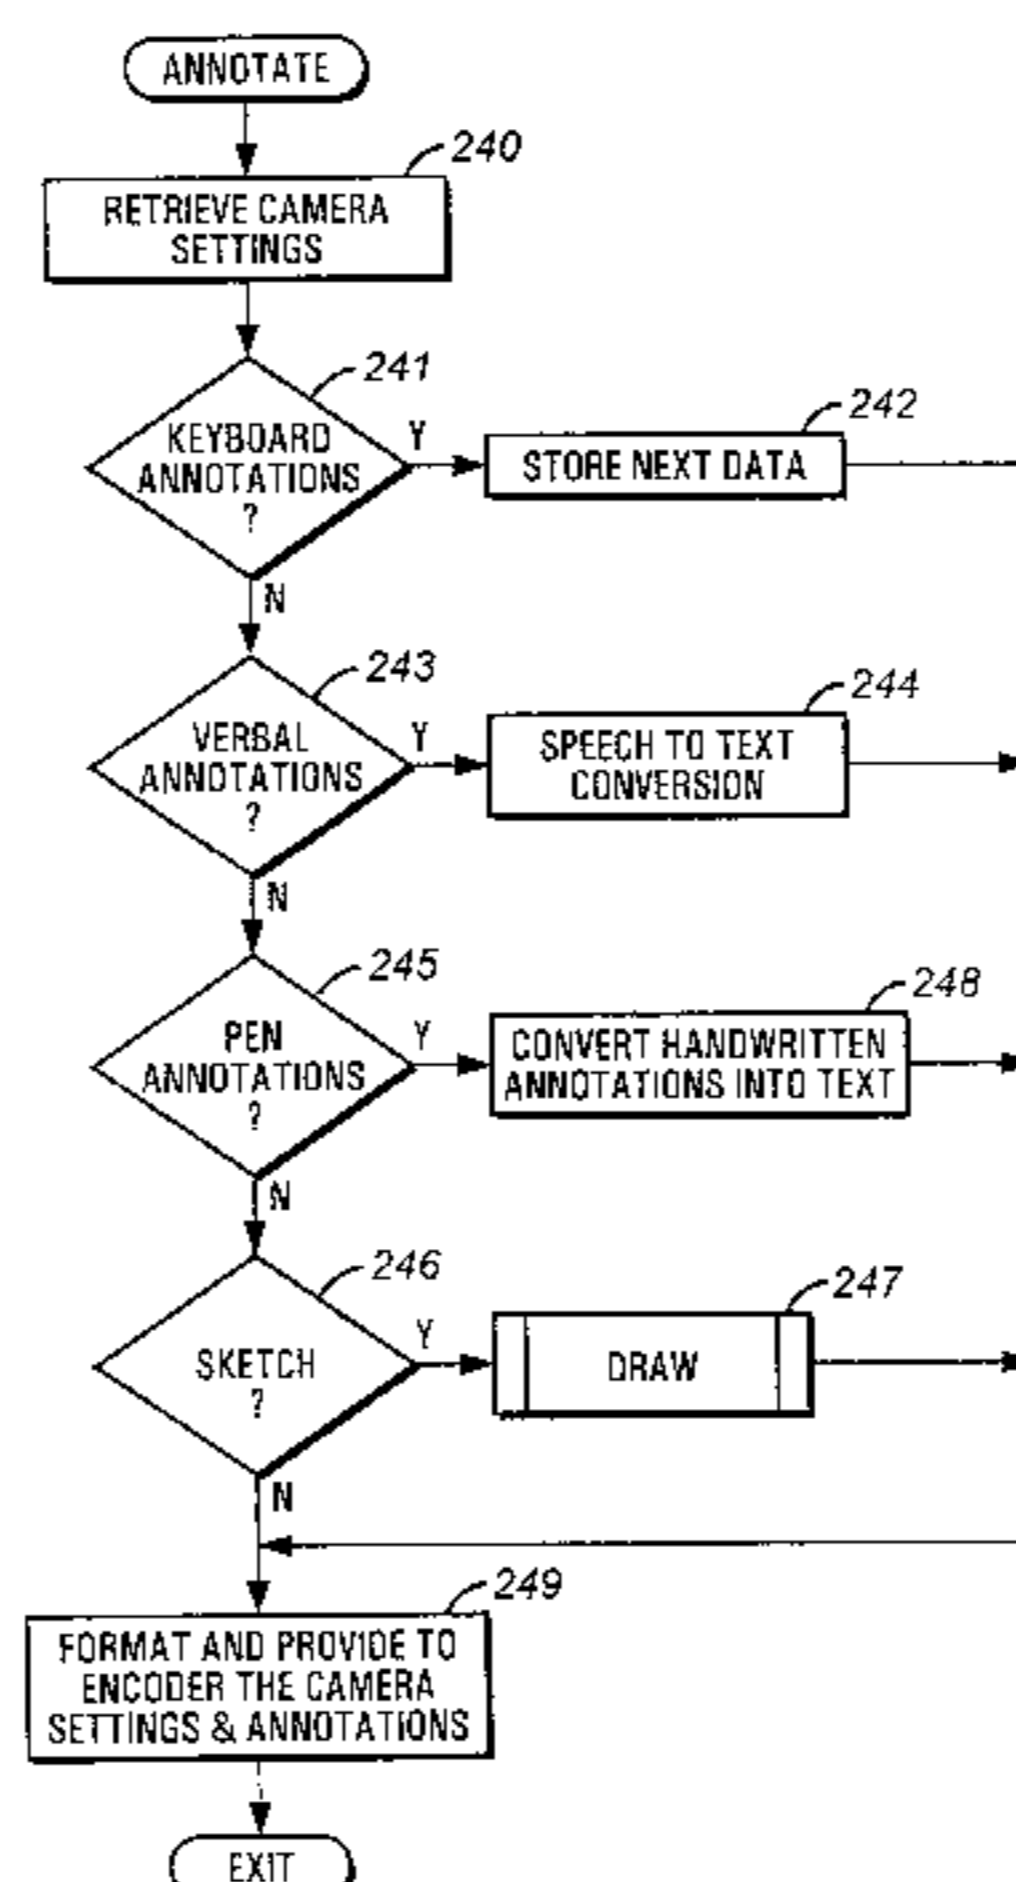 ANNOTATE
240
RETRIEVE CAMERA
SETTINGS
241
KEYBOARD
ANNOTATIONS
?
Y
242
STORE NEXT DATA
N
243
VERBAL
ANNOTATIONS
?
Y
244
SPEECH TO TEXT
CONVERSION
N
245
PEN
ANNOTATIONS
?
Y
248
CONVERT HANDWRITTEN
ANNOTATIONS INTO TEXT
N
246
SKETCH
?
Y
247
DRAW
N
249
FORMAT AND PROVIDE TO
ENCODER THE CAMERA
SETTINGS & ANNOTATIONS
EXIT